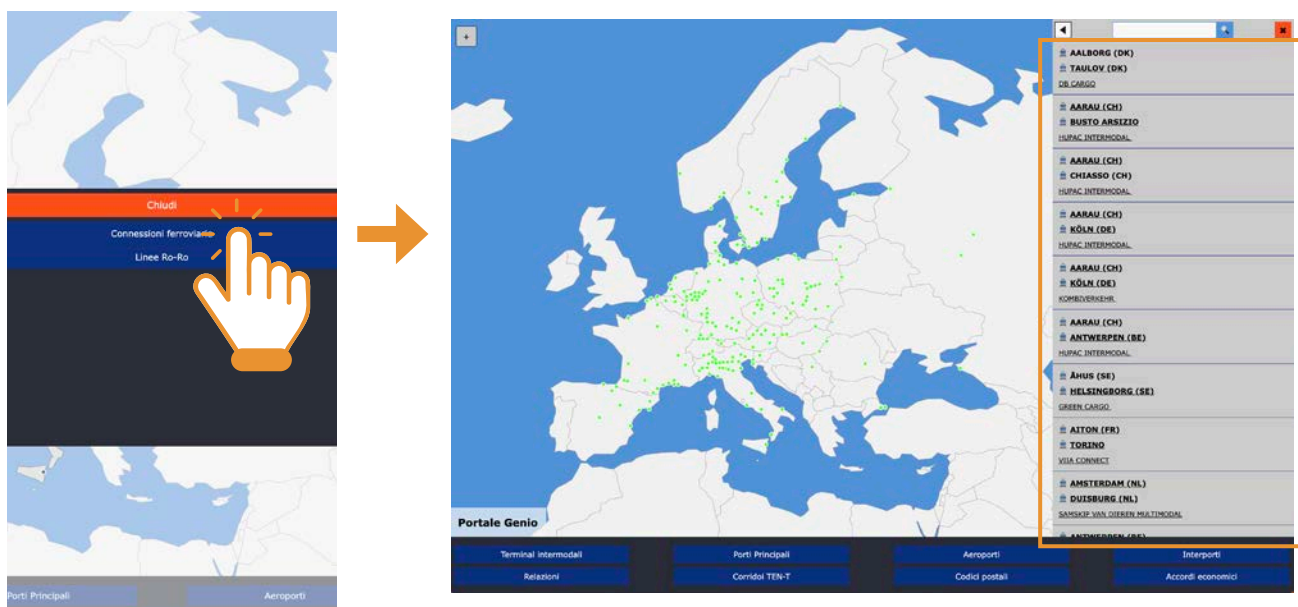 Chiudi
Connessioni ferroviarie
Linee Ro-Ro
Porti Principali
Aeroporti
+
AALBORG (DK)
TAULOV (DK)
DB CARGO
AARAU (CH)
BUSTO ARSIZIO
HUPAC INTERMODAL
AARAU (CH)
CHIASSO (CH)
HUPAC INTERMODAL
AARAU (CH)
KÖLN (DE)
HUPAC INTERMODAL
AARAU (CH)
KÖLN (DE)
KOMBIVERKEHR
AARAU (CH)
ANTWERPEN (BE)
HUPAC INTERMODAL
ÅHUS (SE)
HELSINGBORG (SE)
GREEN CARGO
AITON (FR)
TORINO
VIIA CONNECT
AMSTERDAM (NL)
DUISBURG (NL)
SAMSKIP VAN DIEREN MULTIMODAL
ANTWERPEN (BE)
Portale Genio
Terminal intermodali
Porti Principali
Aeroporti
Interporti
Relazioni
Corridoi TEN-T
Codici postali
Accordi economici